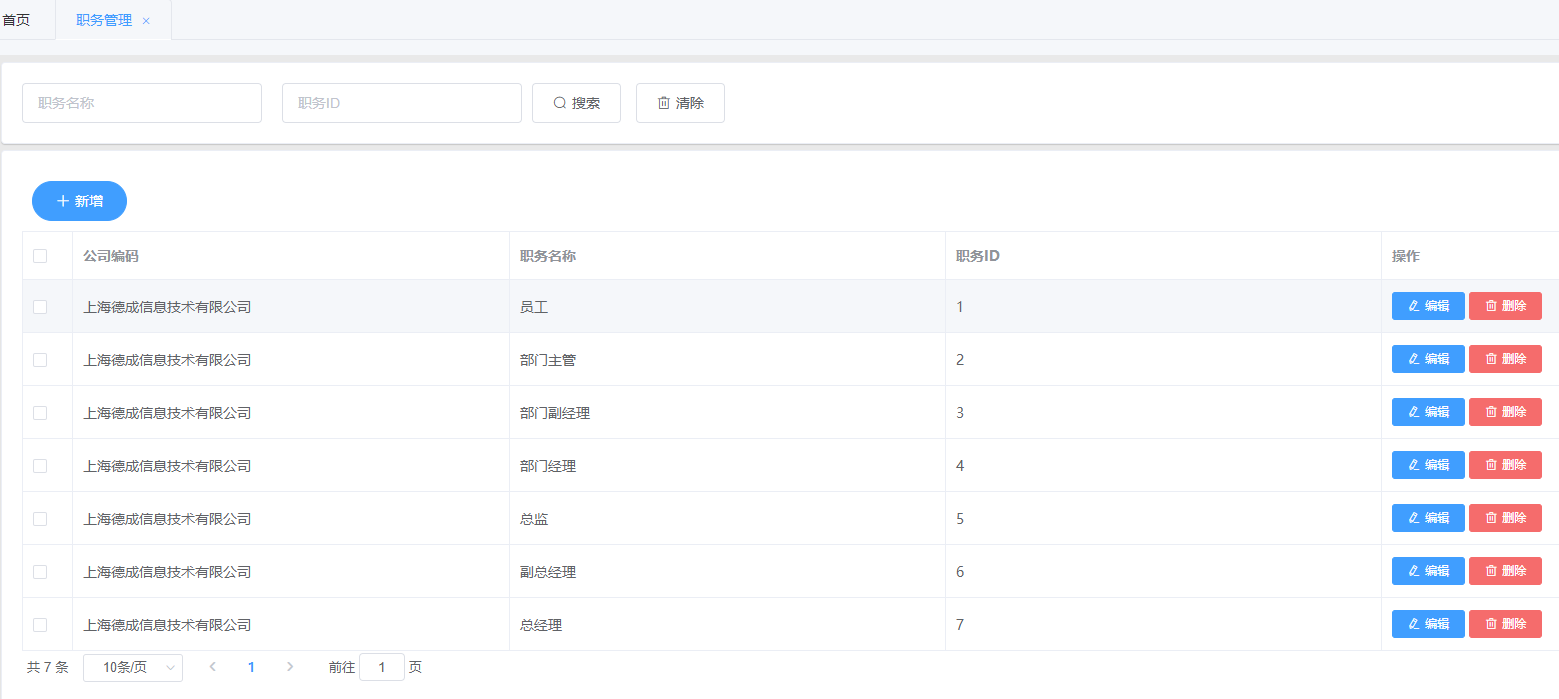 首页 职务管理 ×
职务名称 职务ID 搜索 清除
+ 新增
公司编码 职务名称 职务ID 操作
上海德成信息技术有限公司 员工 1 编辑 删除
上海德成信息技术有限公司 部门主管 2 编辑 删除
上海德成信息技术有限公司 部门副经理 3 编辑 删除
上海德成信息技术有限公司 部门经理 4 编辑 删除
上海德成信息技术有限公司 总监 5 编辑 删除
上海德成信息技术有限公司 副总经理 6 编辑 删除
上海德成信息技术有限公司 总经理 7 编辑 删除
共 7 条 10条/页 < 1 > 前往 1 页